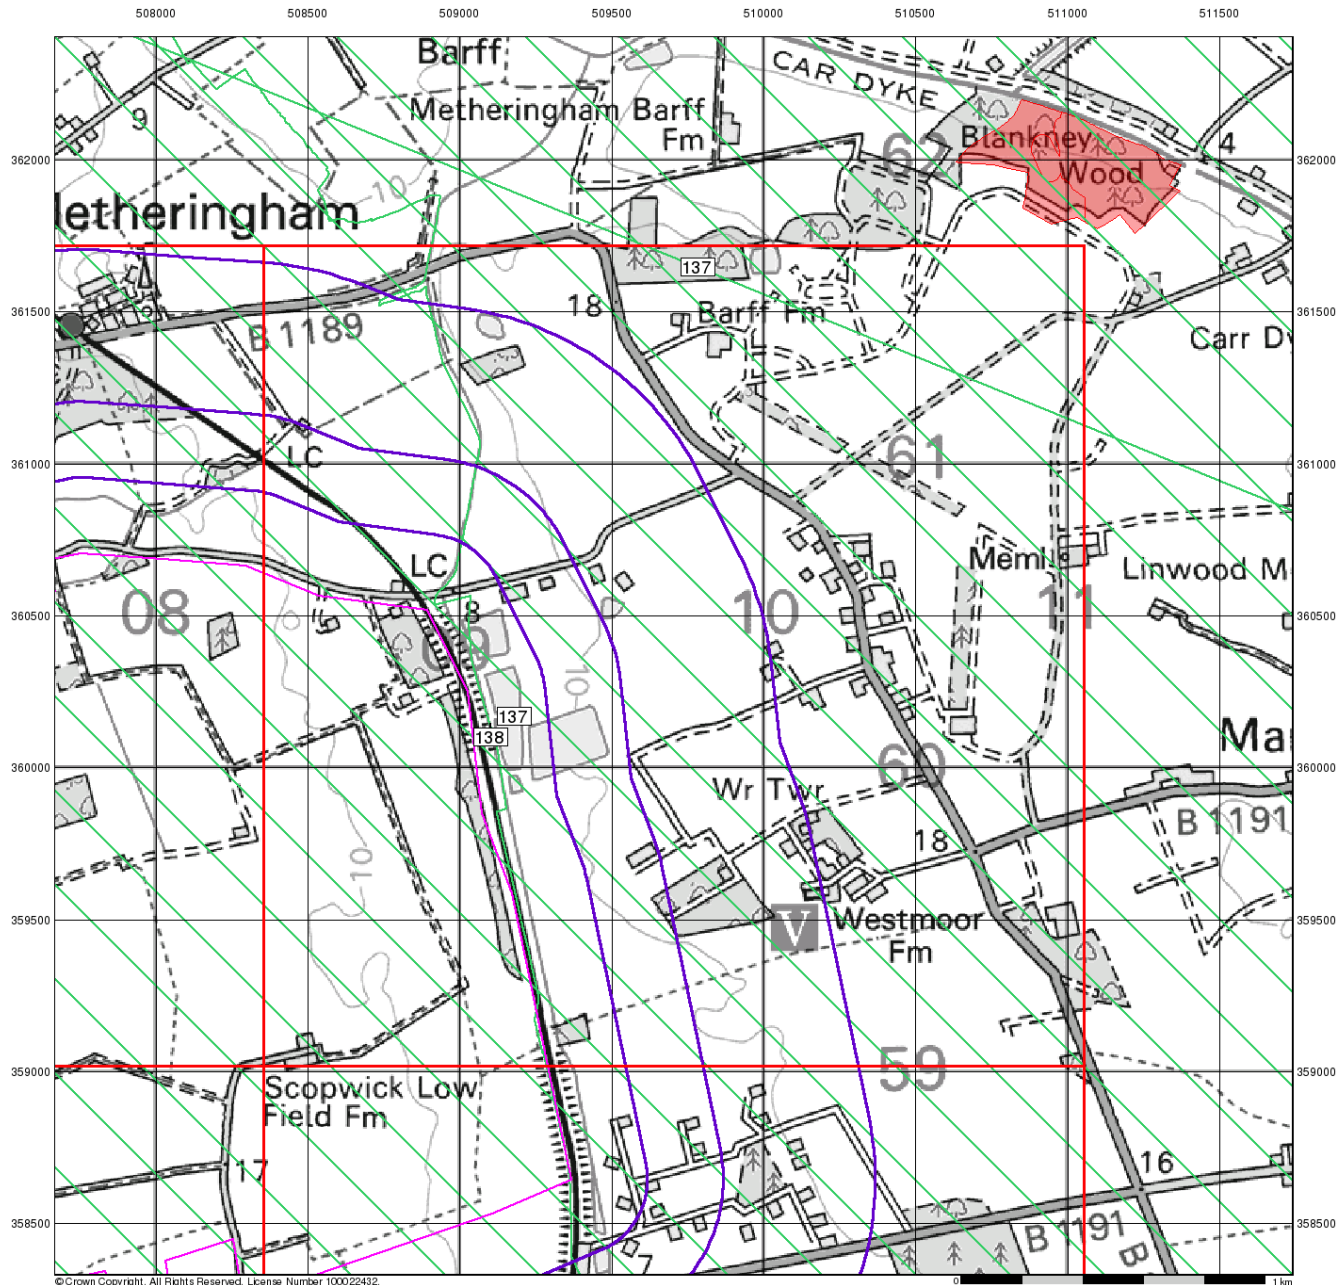 508000 508500 509000 509500 510000 510500 511000 511500
Barff
CAR DYKE
Metheringham Barff
Fm
9
62
Blankney
Wood
4
362000
362000
10
etheringham
137
18
Barff Fm
B 1189
361500
361500
Carr D
LC
61
361000
361000
LC
Meml
Linwood M
8
08
09
10
11
360500
360500
10
137
138
Ma
60
360000
360000
Wr Twr
B 1191
18
10
V
Westmoor
Fm
359500
359500
59
359000
359000
Scopwick Low
Field Fm
17
16
358500
358500
B 1191
B
© Crown Copyright. All Rights Reserved. License Number 100022432.
0 1 km